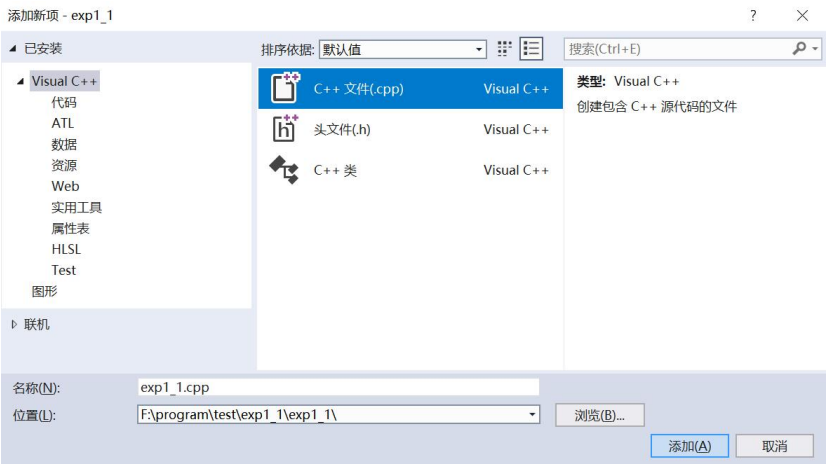 添加新项 - exp1_1
?
已安装
排序依据: 默认值
搜索(Ctrl+E)
Visual C++
代码
ATL
数据
资源
Web
实用工具
属性表
HLSL
Test
图形
联机
C++ 文件(.cpp) Visual C++
头文件(.h) Visual C++
C++ 类 Visual C++
类型: Visual C++
创建包含 C++ 源代码的文件
名称(N): exp1_1.cpp
位置(L): F:\program\test\exp1_1\exp1_1\ 浏览(B)...
添加(A) 取消